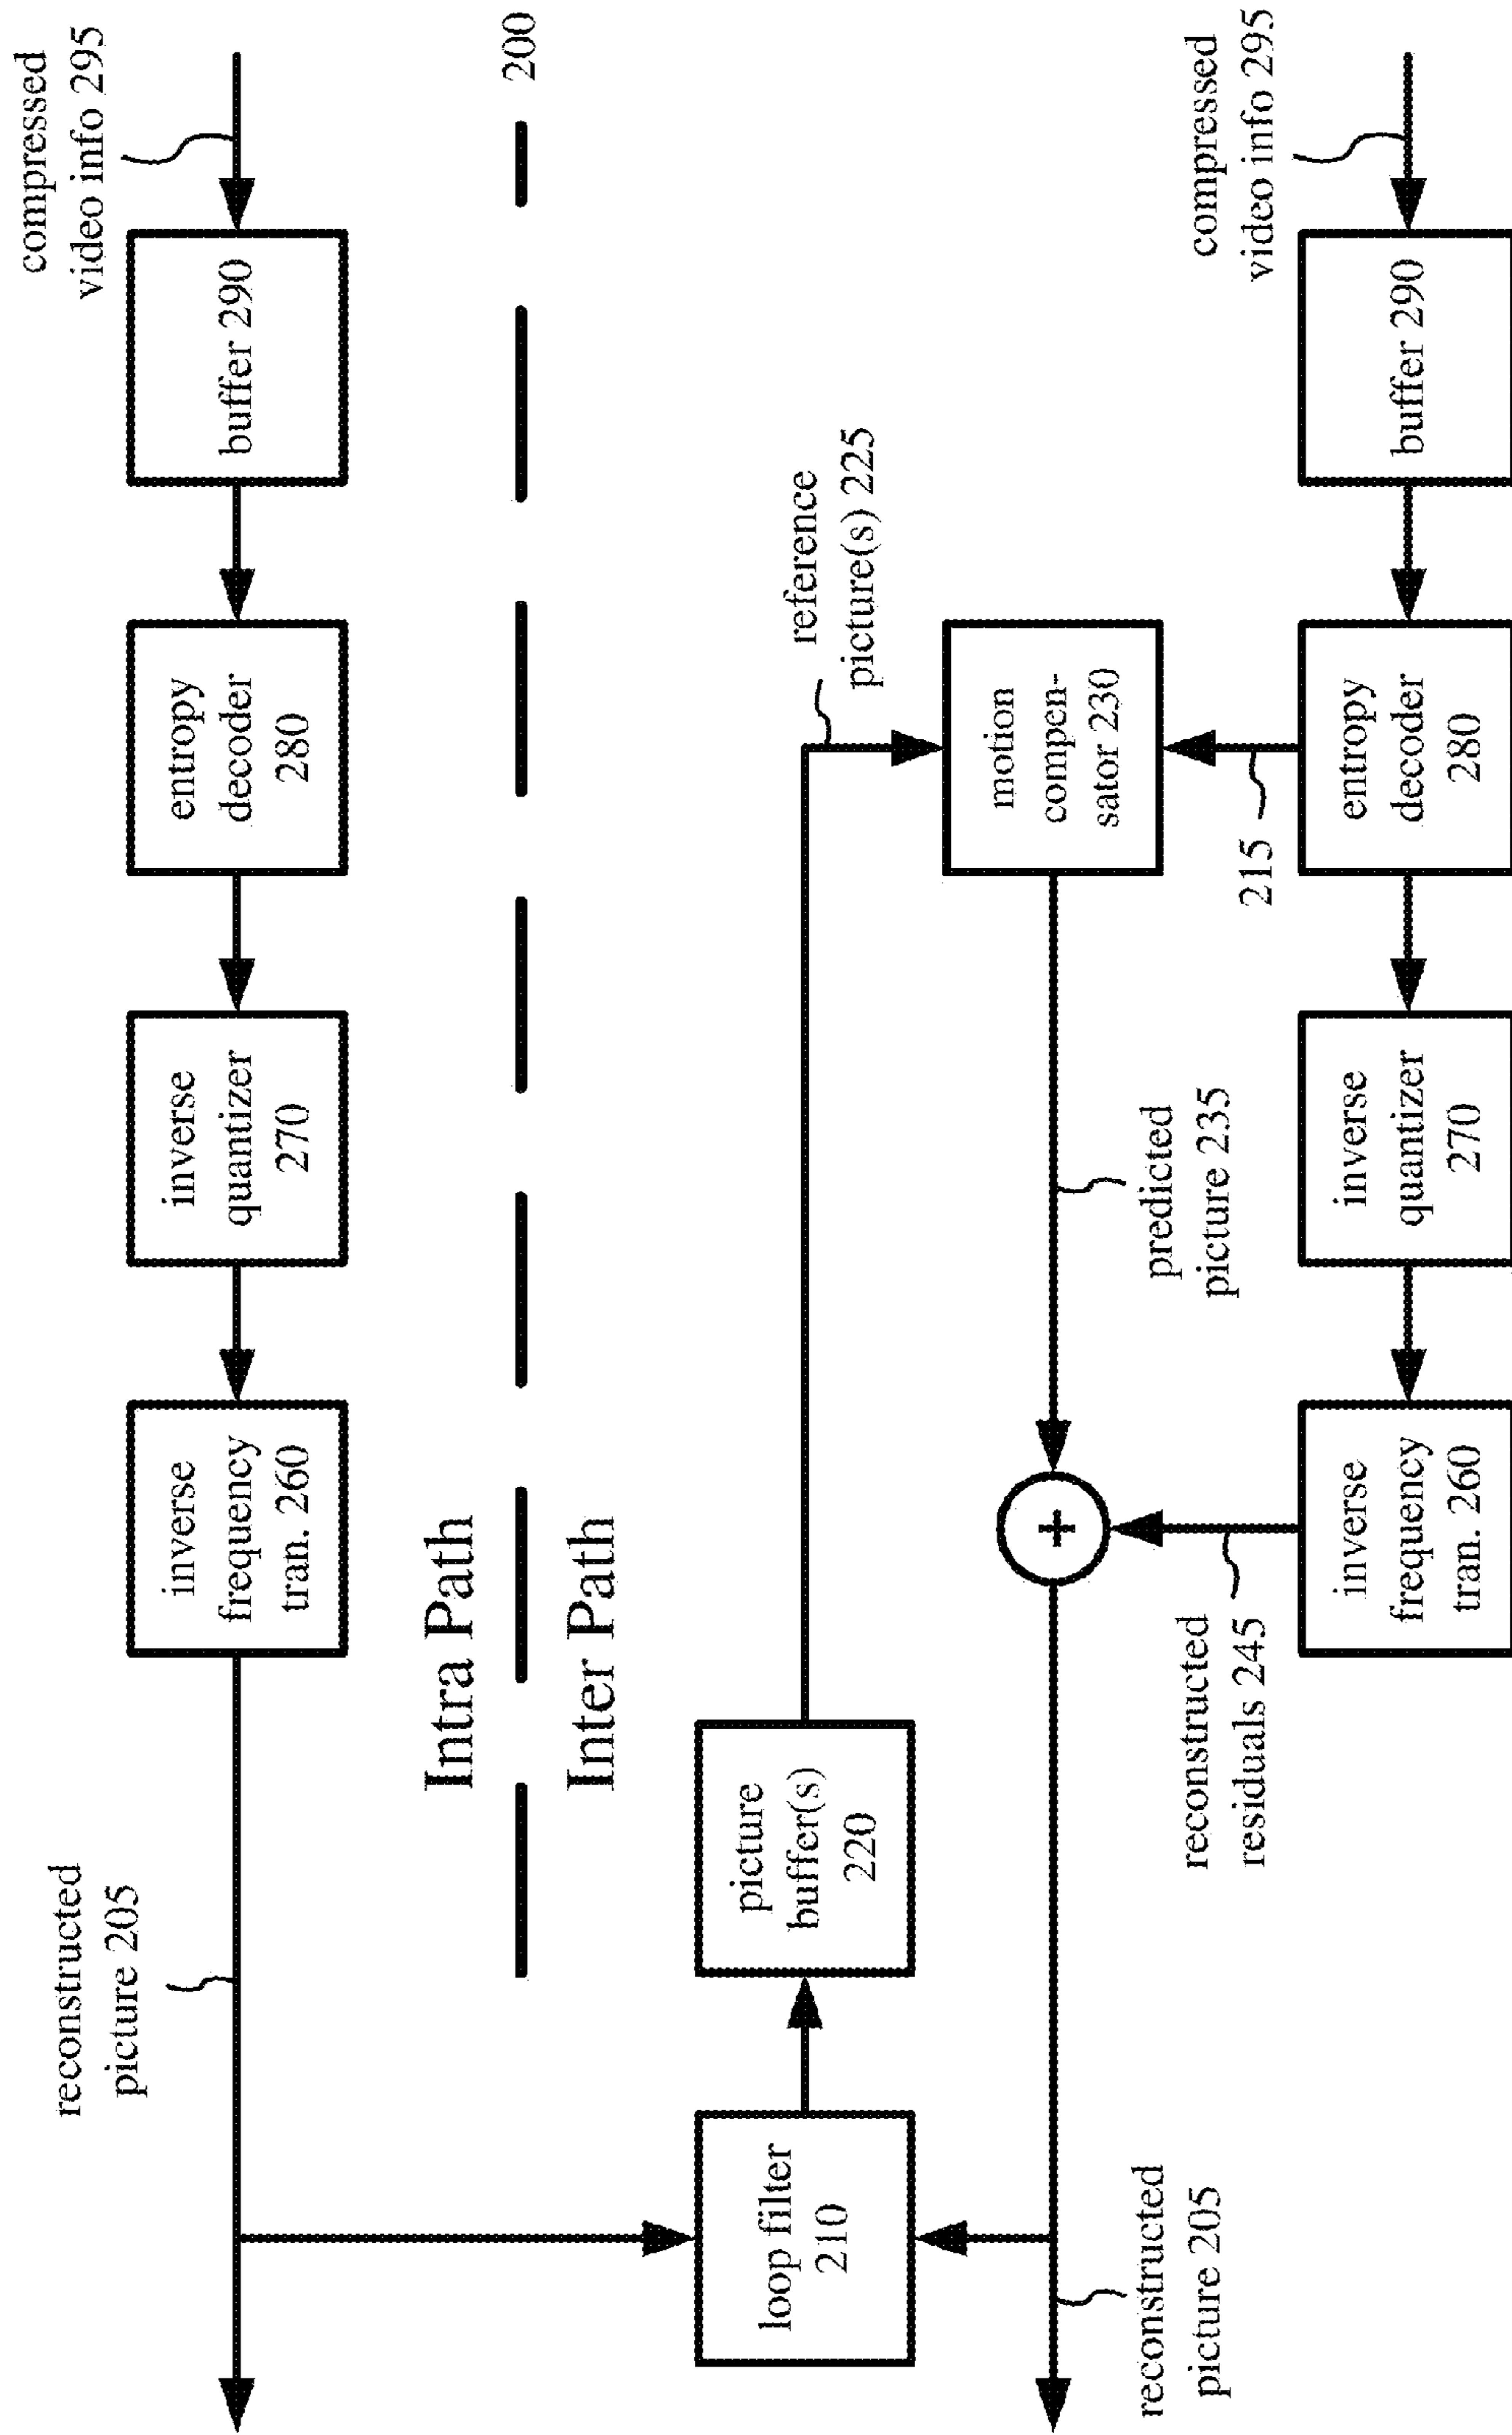 compressed
video info 295
buffer 290
entropy
decoder
280
inverse
quantizer
270
inverse
frequency
tran. 260
reconstructed
picture 205
200
Intra Path
Inter Path
reference
picture(s) 225
picture
buffer(s)
220
loop filter
210
motion
compen-
sator 230
predicted
picture 235
+
215
reconstructed
residuals 245
reconstructed
picture 205
compressed
video info 295
buffer 290
entropy
decoder
280
inverse
quantizer
270
inverse
frequency
tran. 260